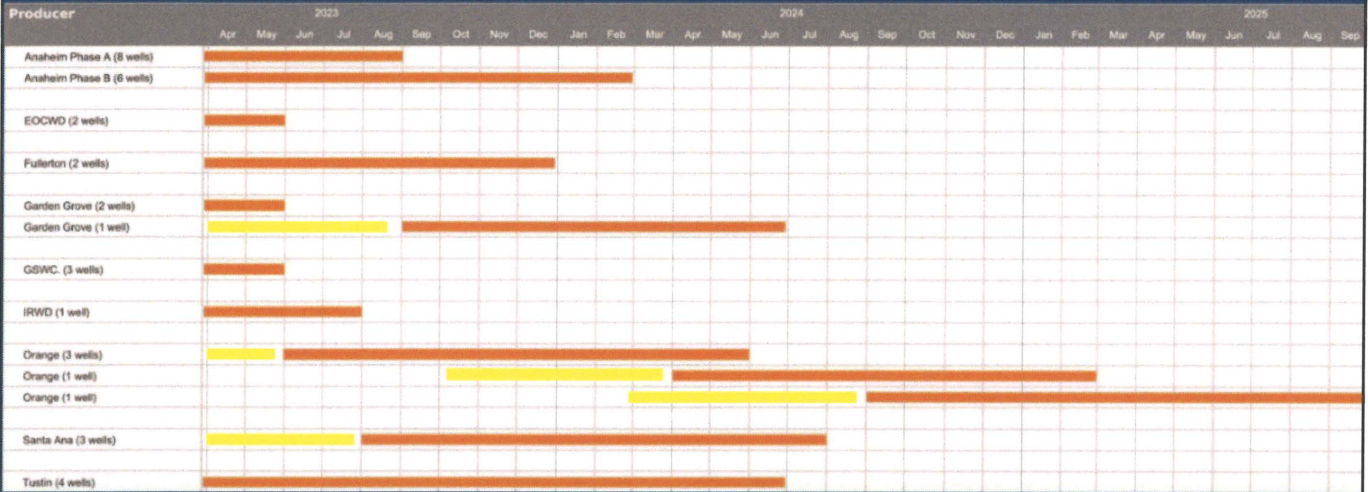 Producer 2023 2024 2025
Apr May Jun Jul Aug Sep Oct Nov Dec Jan Feb Mar Apr May Jun Jul Aug Sep Oct Nov Dec Jan Feb Mar Apr May Jun Jul Aug Sep
Anaheim Phase A (8 wells)
Anaheim Phase B (6 wells)
EOCWD (2 wells)
Fullerton (2 wells)
Garden Grove (2 wells)
Garden Grove (1 well)
GSWC. (3 wells)
IRWD (1 well)
Orange (3 wells)
Orange (1 well)
Orange (1 well)
Santa Ana (3 wells)
Tustin (4 wells)